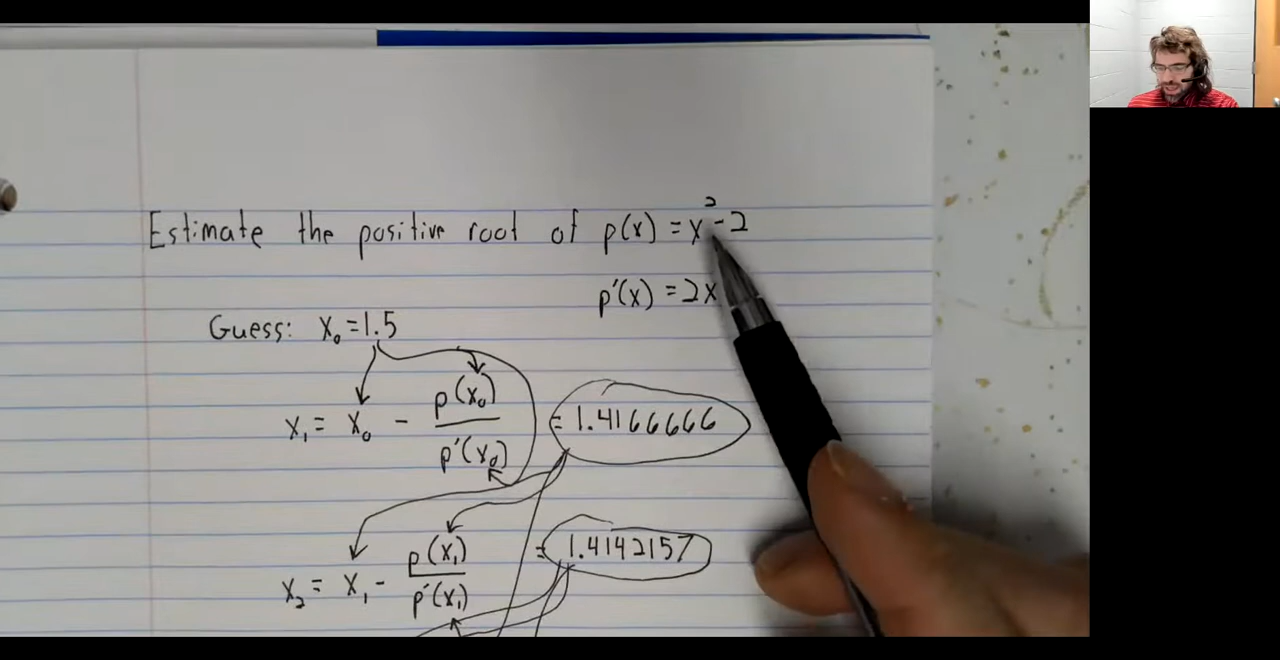 Estimate the positive root of p(x) = x² - 2
p'(x) = 2x
Guess: x₀ = 1.5
x₁ = x₀ - p(x₀) / p'(x₀) = 1.4166666
x₂ = x₁ - p(x₁) / p'(x₁) = 1.4142157